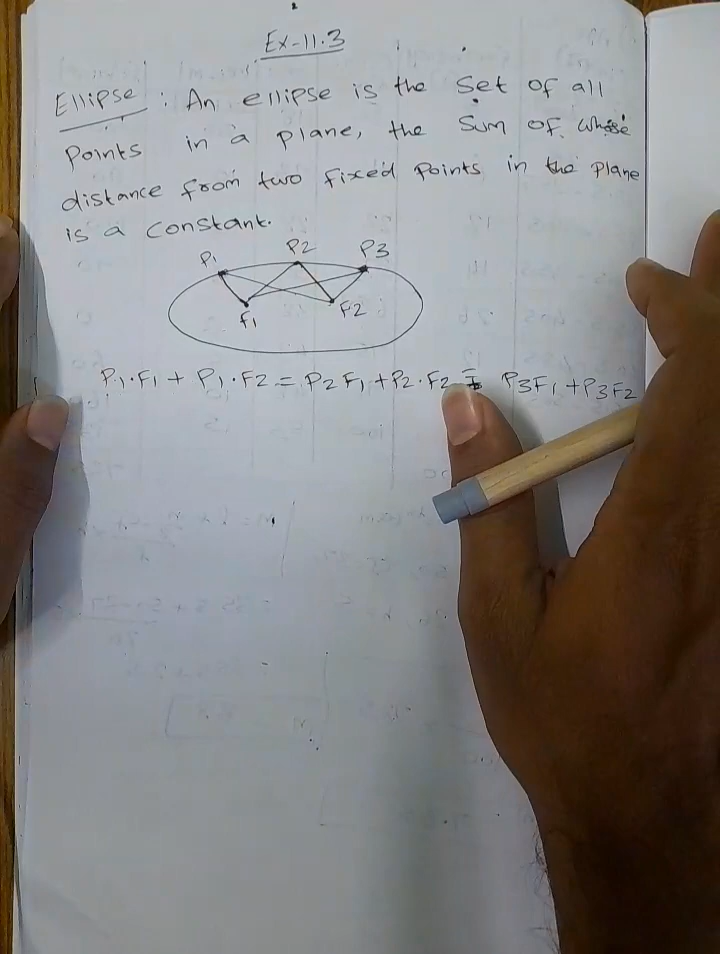 Ex-11.3
Ellipse : An ellipse is the set of all
Points in a plane, the sum of whose
distance from two fixed points in the plane
is a constant.
P1 P2 P3
F1 F2
P1.F1 + P1.F2 = P2F1 + P2.F2 = P3F1 + P3F2